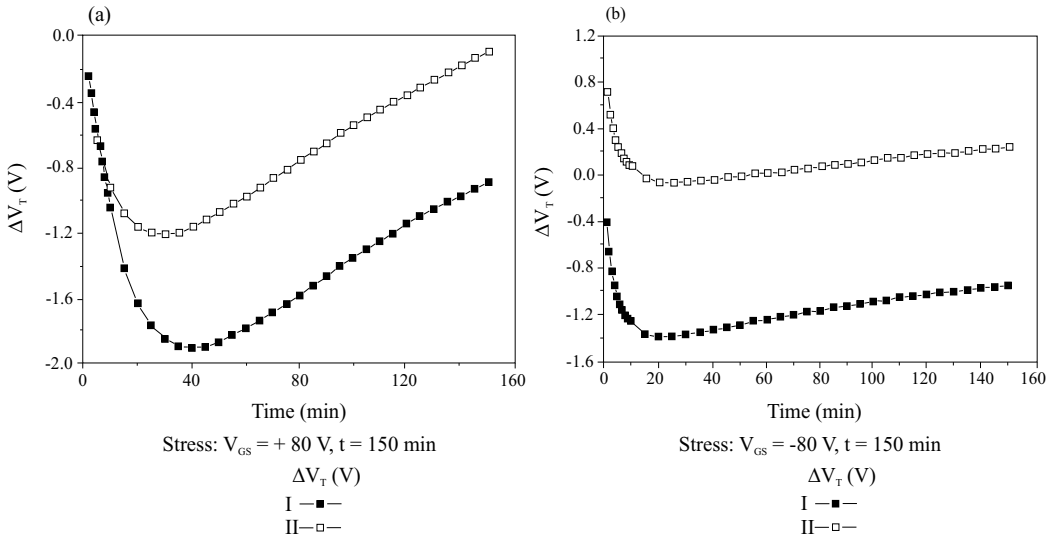 (a)
0.0
-0.4
-0.8
-1.2
-1.6
-2.0
ΔV_T (V)
0 40 80 120 160
Time (min)
Stress: V_GS = + 80 V, t = 150 min
ΔV_T (V)
I
II
(b)
1.2
0.8
0.4
0.0
-0.4
-0.8
-1.2
-1.6
ΔV_T (V)
0 20 40 60 80 100 120 140 160
Time (min)
Stress: V_GS = -80 V, t = 150 min
ΔV_T (V)
I
II